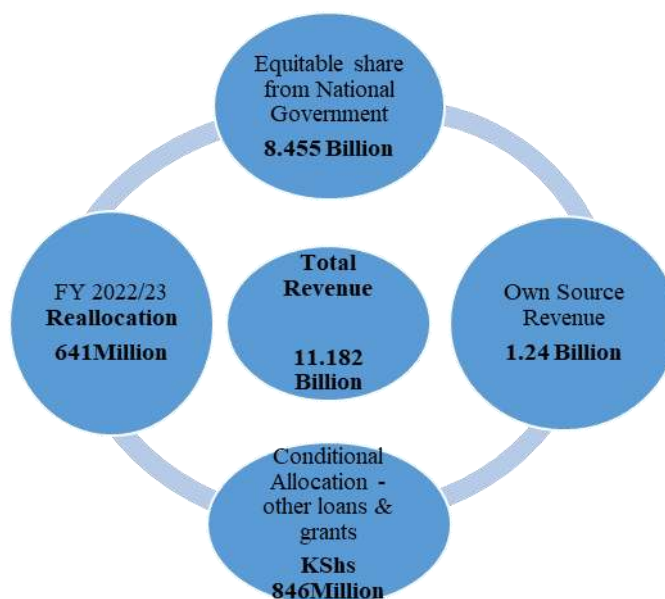 Equitable share
from National
Government
8.455 Billion
FY 2022/23
Reallocation
641Million
Total
Revenue
11.182
Billion
Own Source
Revenue
1.24 Billion
Conditional
Allocation -
other loans &
grants
KShs
846Million